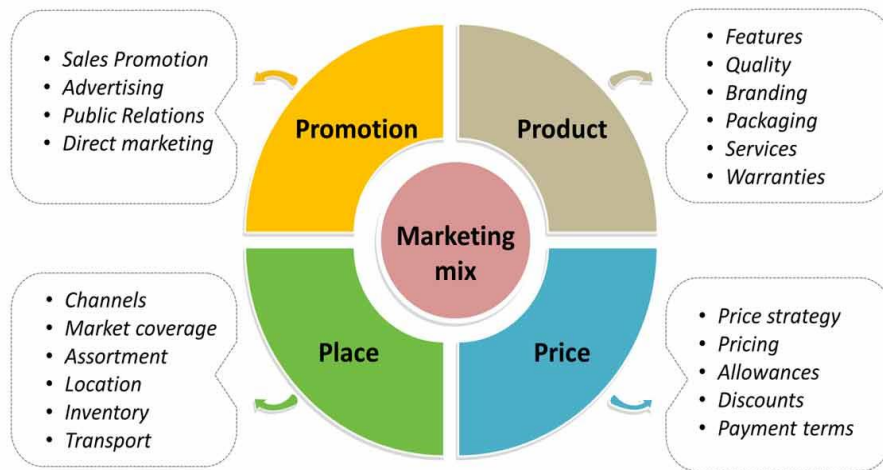 • Sales Promotion
• Advertising
• Public Relations
• Direct marketing
Promotion
Product
• Features
• Quality
• Branding
• Packaging
• Services
• Warranties
Marketing
mix
• Channels
• Market coverage
• Assortment
• Location
• Inventory
• Transport
Place
Price
• Price strategy
• Pricing
• Allowances
• Discounts
• Payment terms